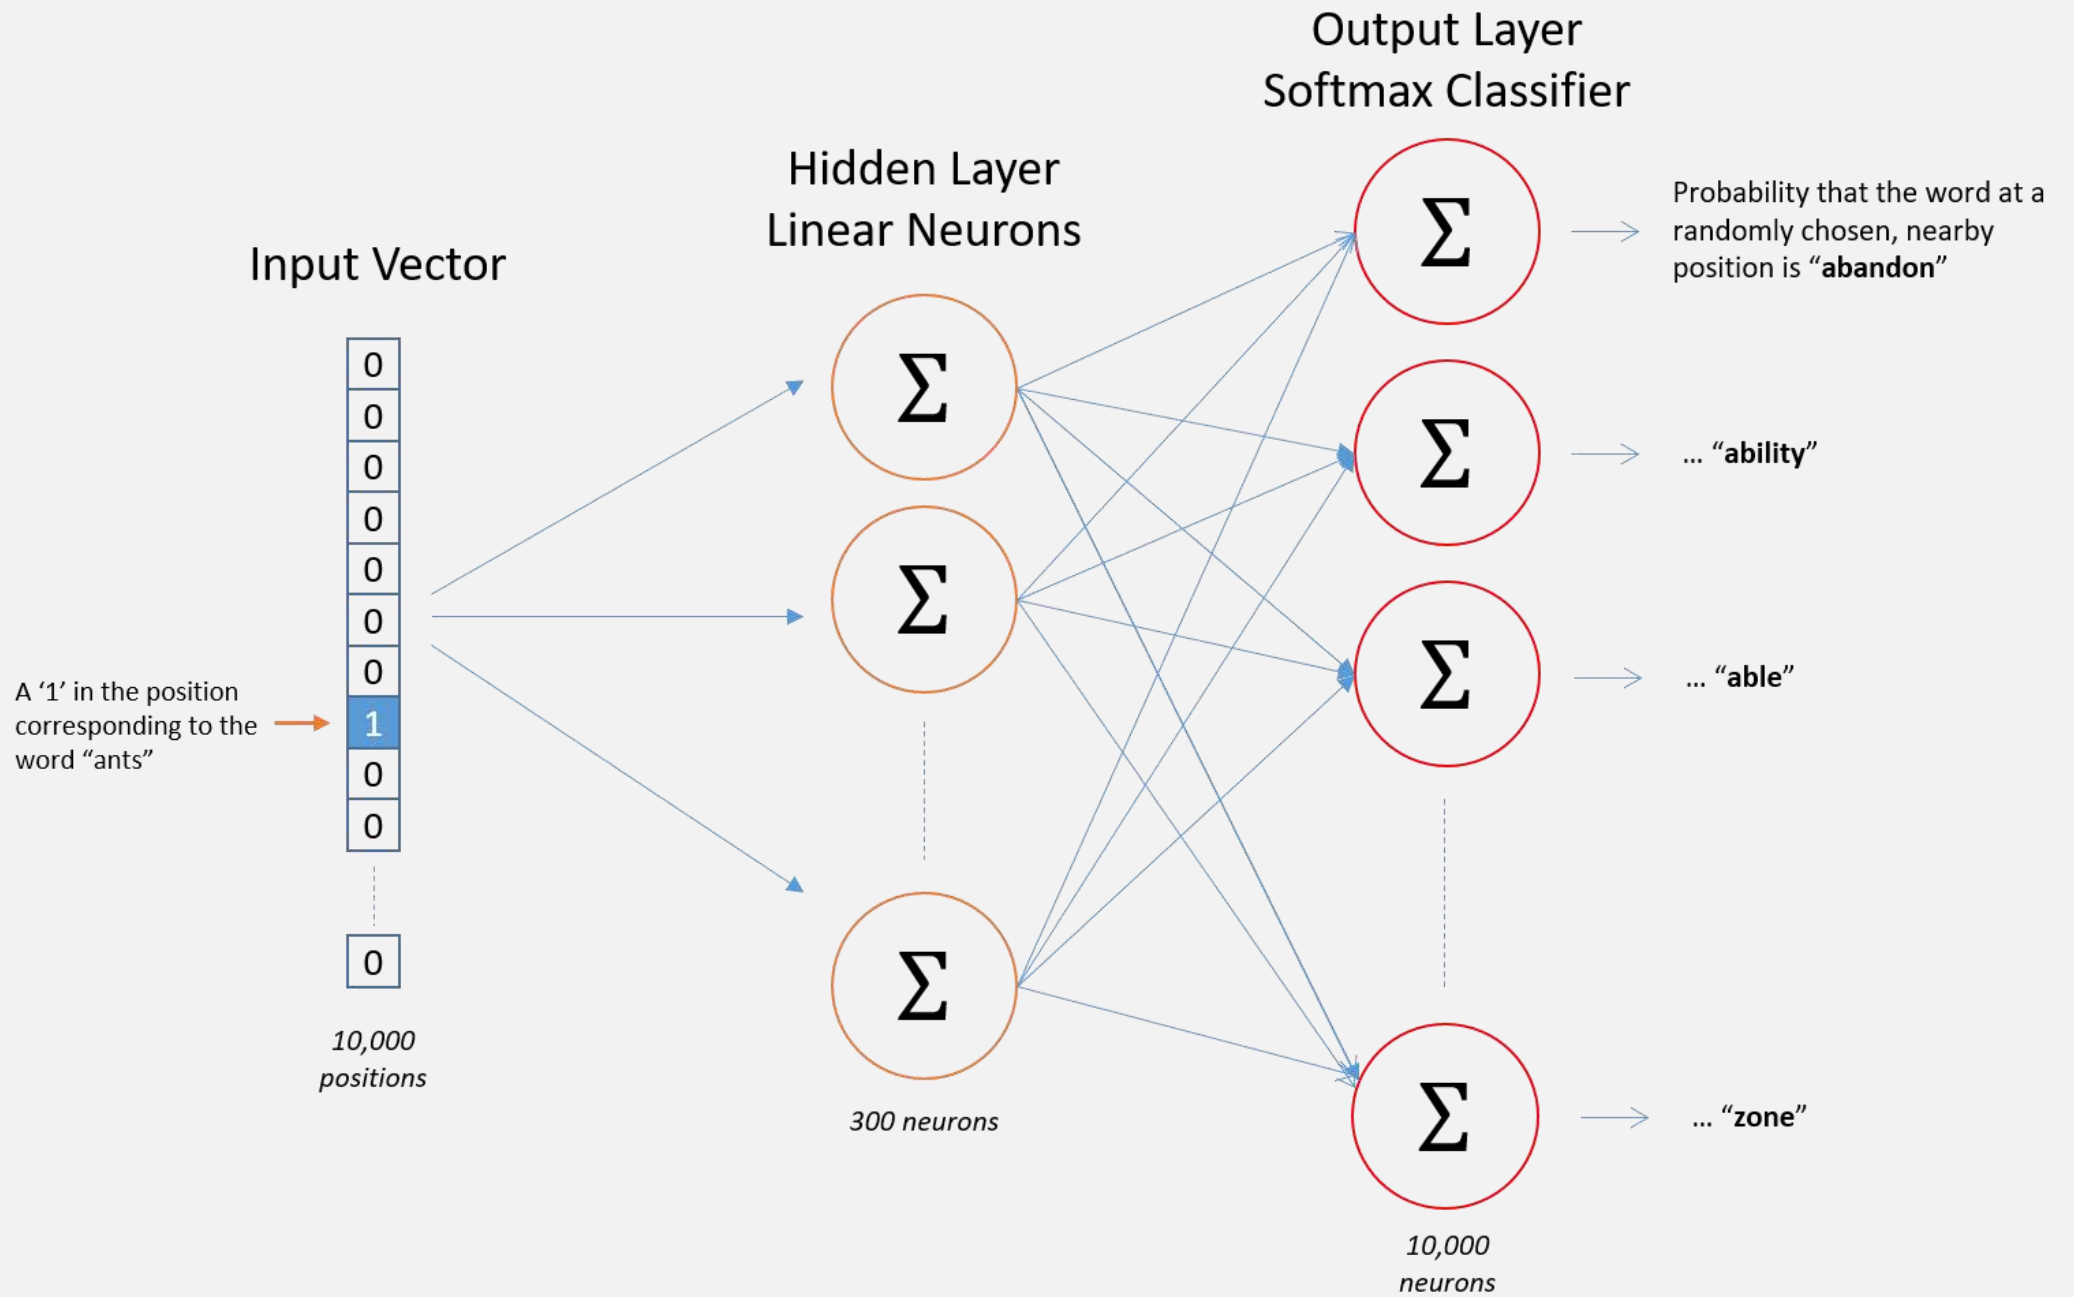 Output Layer
Softmax Classifier
Hidden Layer
Linear Neurons
Input Vector
0
0
0
0
0
0
0
1
0
0
0
A ‘1’ in the position
corresponding to the
word “ants”
10,000
positions
Σ
Σ
Σ
300 neurons
Σ
Σ
Σ
Σ
10,000
neurons
Probability that the word at a
randomly chosen, nearby
position is “abandon”
... “ability”
... “able”
... “zone”